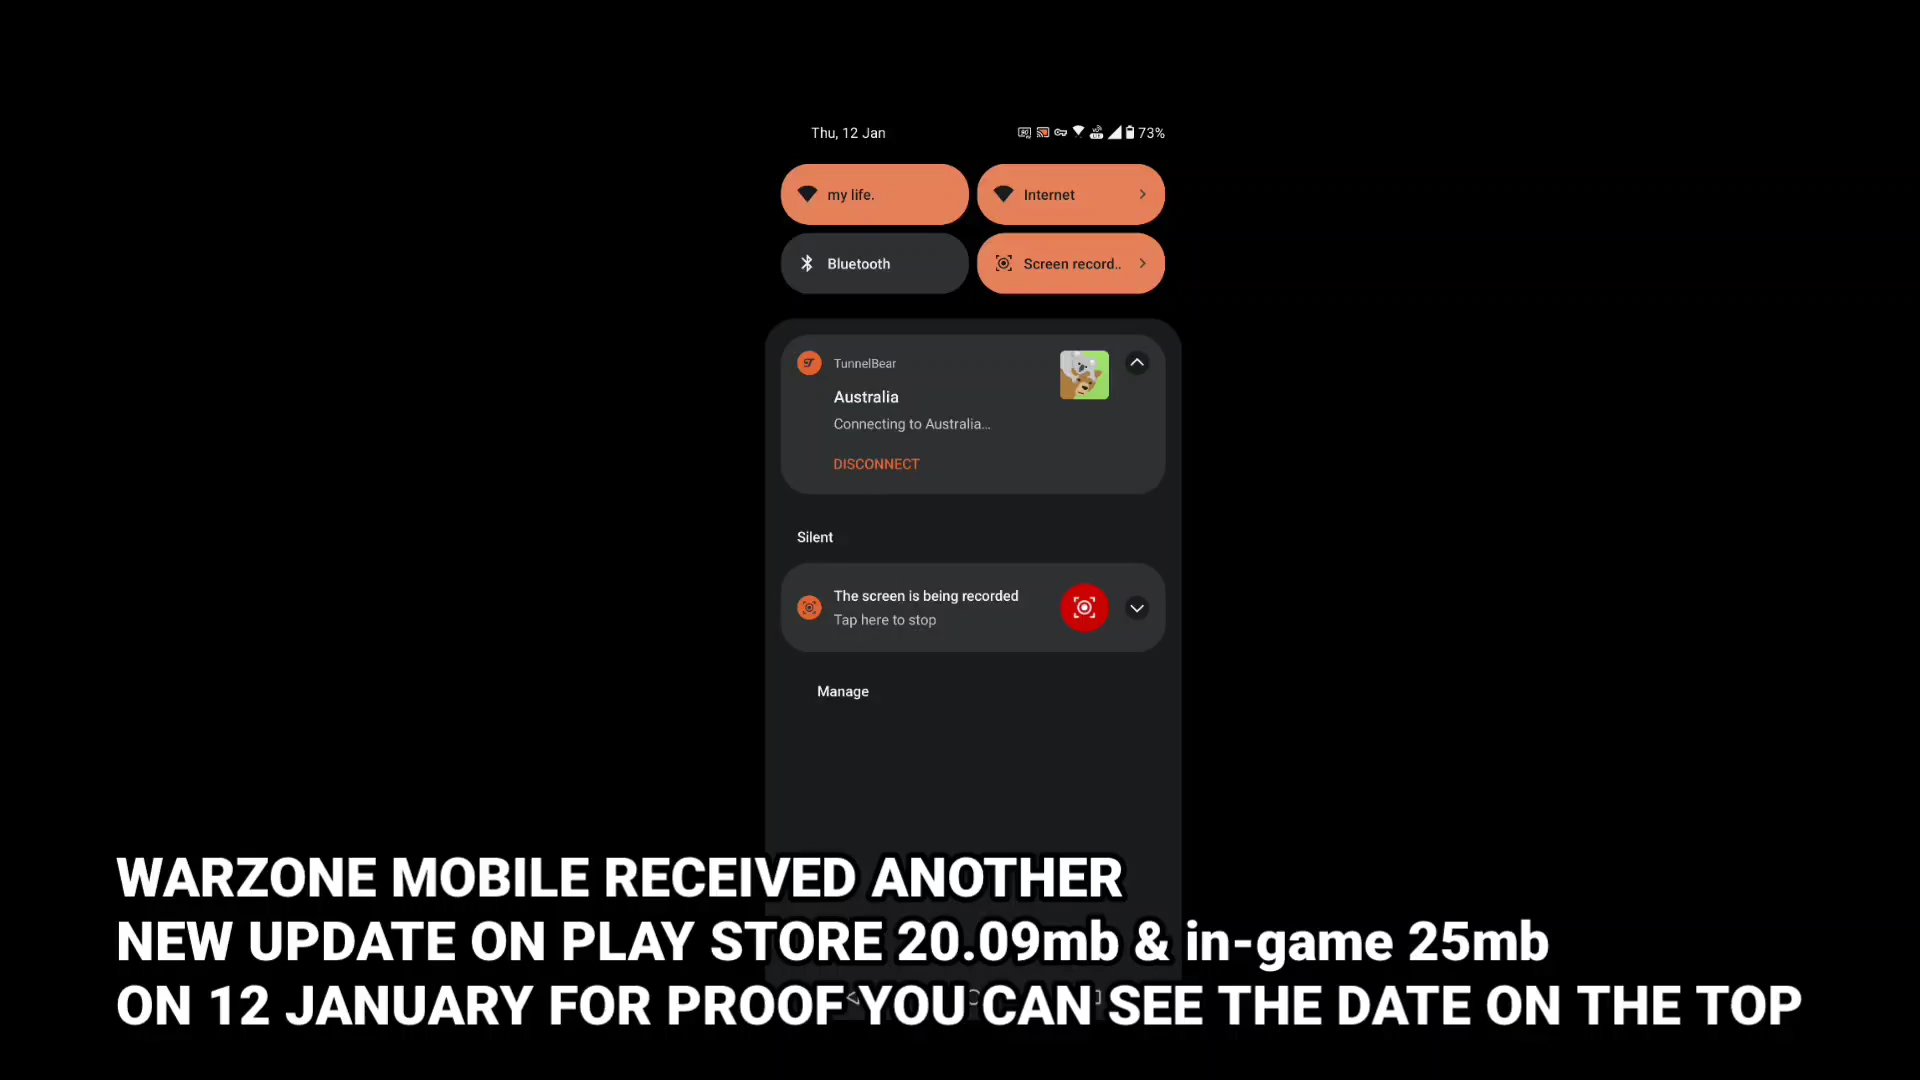 Thu, 12 Jan
73%
my life.
Internet
Bluetooth
Screen record..
TunnelBear
Australia
Connecting to Australia…
DISCONNECT
Silent
The screen is being recorded
Tap here to stop
Manage
WARZONE MOBILE RECEIVED ANOTHER
NEW UPDATE ON PLAY STORE 20.09mb & in-game 25mb
ON 12 JANUARY FOR PROOF YOU CAN SEE THE DATE ON THE TOP